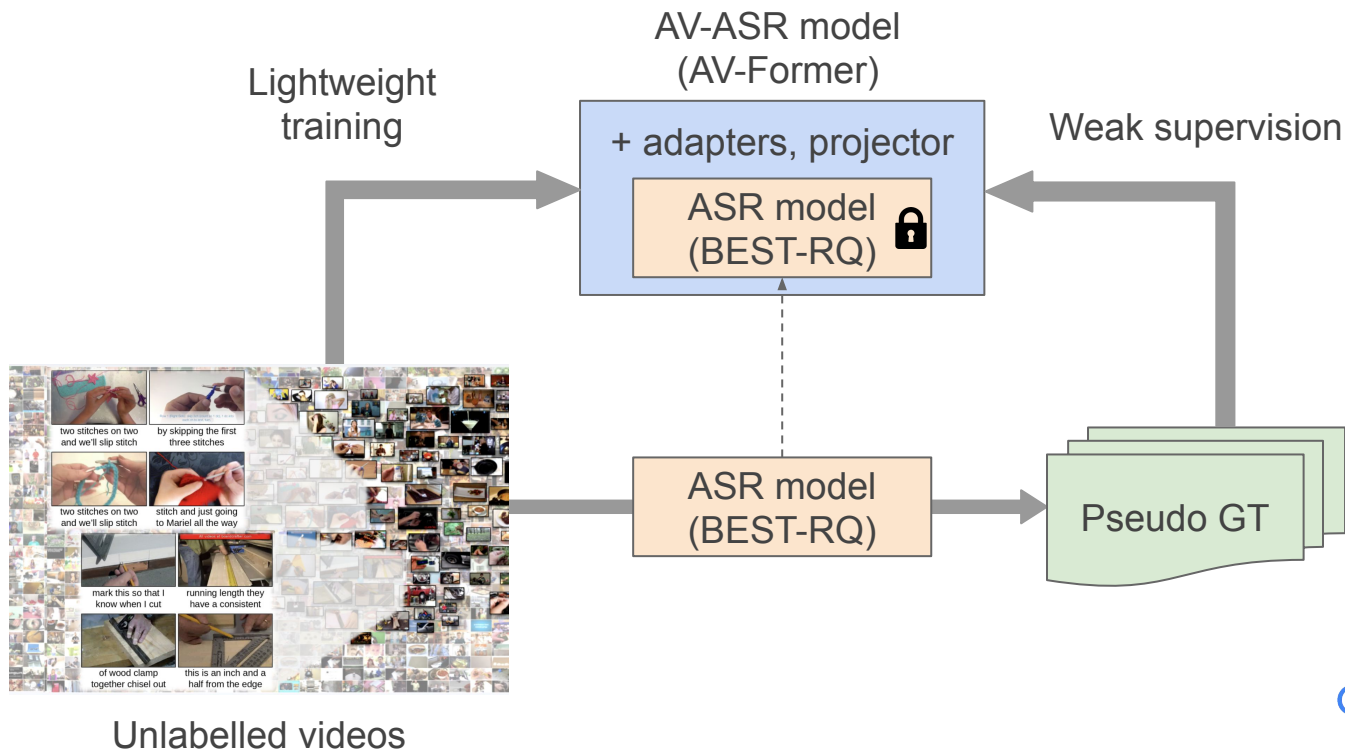 AV-ASR model
(AV-Former)
Lightweight
training
+ adapters, projector
Weak supervision
ASR model
(BEST-RQ)
two stitches on two
and we'll slip stitch
by skipping the first
three stitches
two stitches on two
and we'll slip stitch
stitch and just going
to Mariel all the way
mark this so that I
know when I cut
running length they
have a consistent
of wood clamp
together chisel out
this is an inch and a
half from the edge
ASR model
(BEST-RQ)
Pseudo GT
Unlabelled videos